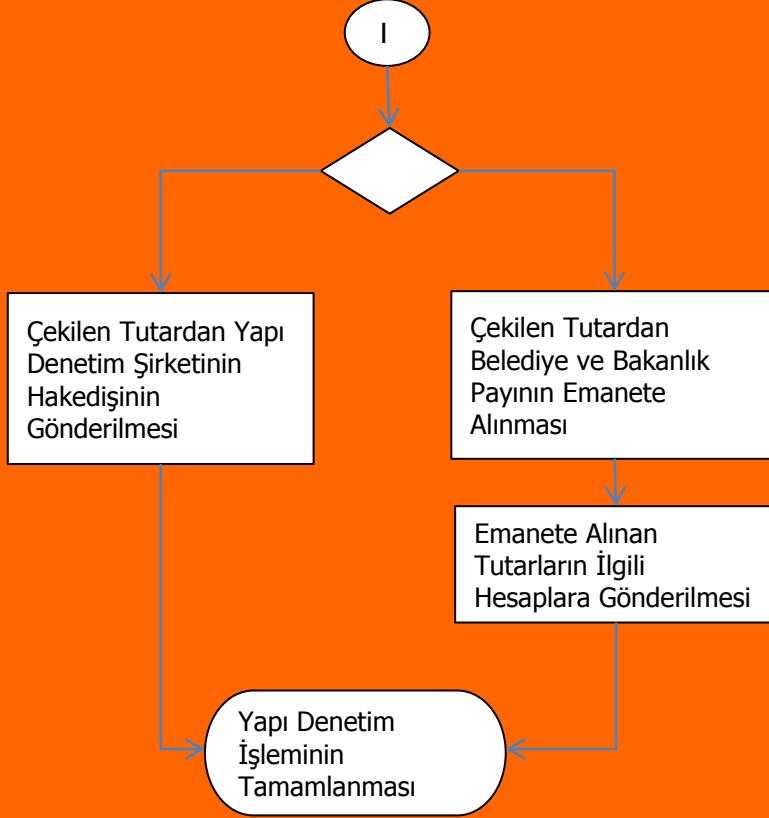 I
Çekilen Tutardan Yapı
Denetim Şirketinin
Hakedişinin
Gönderilmesi
Çekilen Tutardan
Belediye ve Bakanlık
Payının Emanete
Alınması
Emanete Alınan
Tutarların İlgili
Hesaplara Gönderilmesi
Yapı Denetim
İşleminin
Tamamlanması